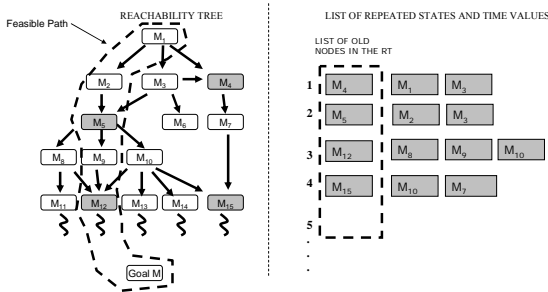 REACHABILITY TREE
Feasible Path
M1
M2
M3
M4
M5
M6
M7
M8
M9
M10
M11
M12
M13
M14
M15
Goal M
LIST OF REPEATED STATES AND TIME VALUES
LIST OF OLD
NODES IN THE RT
1 M4 M1 M3
2 M5 M2 M3
3 M12 M8 M9 M10
4 M15 M10 M7
5